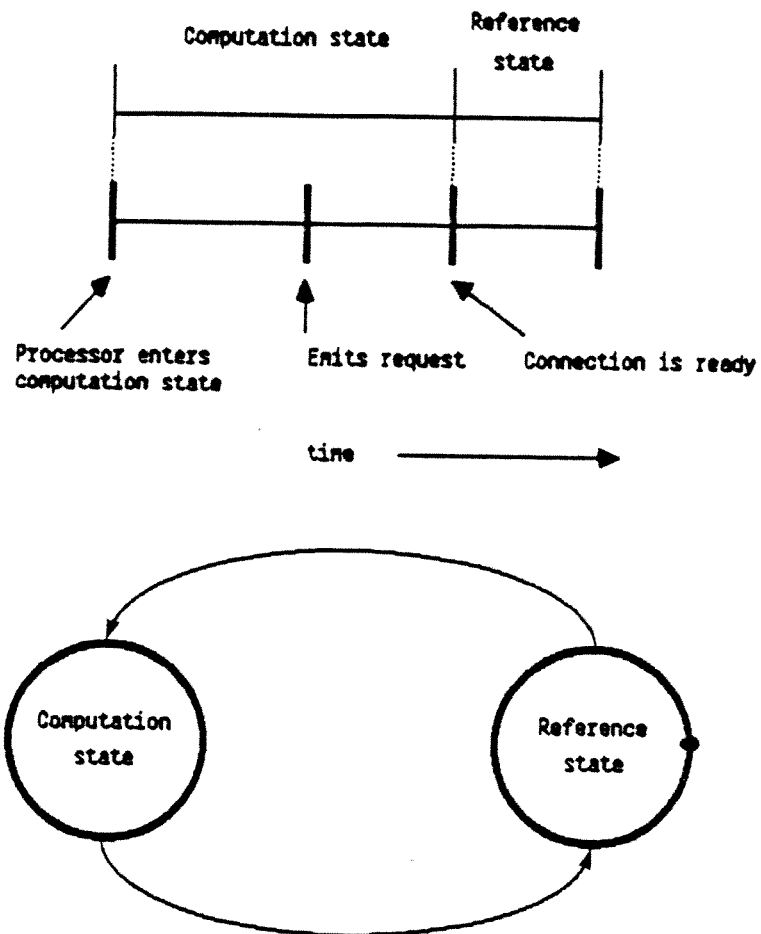 Computation state
Reference
state
Processor enters
computation state
Emits request
Connection is ready
time
Computation
state
Reference
state